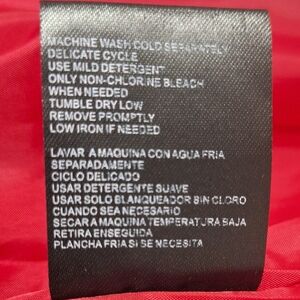 MACHINE WASH COLD SEPARATELY
DELICATE CYCLE
USE MILD DETERGENT
ONLY NON-CHLORINE BLEACH
WHEN NEEDED
TUMBLE DRY LOW
REMOVE PROMPTLY
LOW IRON IF NEEDED
LAVAR A MAQUINA CON AGUA FRIA
SEPARADAMENTE
CICLO DELICADO
USAR DETERGENTE SUAVE
USAR SOLO BLANQUEADOR SIN CLORO
CUANDO SEA NECESARIO
SECAR A MAQUINA TEMPERATURA BAJA
RETIRA ENSEGUIDA
PLANCHA FRIA SI SE NECESITA